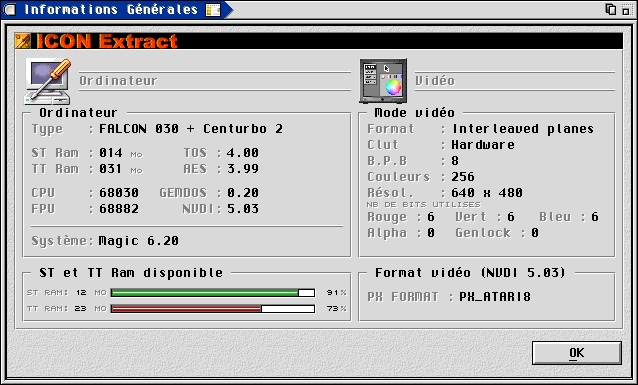 Informations Générales
ICON Extract
Ordinateur
Vidéo
Ordinateur
Type : FALCON 030 + Centurbo 2
ST Ram : 014 Mo TOS : 4.00
TT Ram : 031 Mo AES : 3.99
CPU : 68030 GEMDOS : 0.20
FPU : 68882 NVDI : 5.03
Système: Magic 6.20
Mode vidéo
Format : Interleaved planes
Clut : Hardware
B.P.B : 8
Couleurs : 256
Résol. : 640 x 480
NB DE BITS UTILISES
Rouge : 6 Vert : 6 Bleu : 6
Alpha : 0 Genlock : 0
ST et TT Ram disponible
ST RAM: 12 MO 91%
TT RAM: 23 MO 73%
Format vidéo (NVDI 5.03)
PX FORMAT : PX_ATARI8
OK